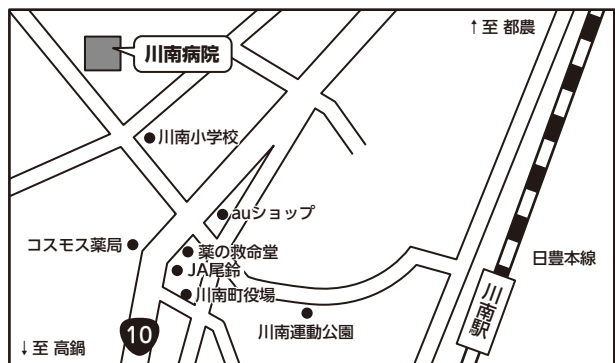 川南病院
↑至 都農
川南小学校
auショップ
コスモス薬局
薬の救命堂
JA尾鈴
川南町役場
川南運動公園
日豊本線
川南駅
10
↓至 高鍋